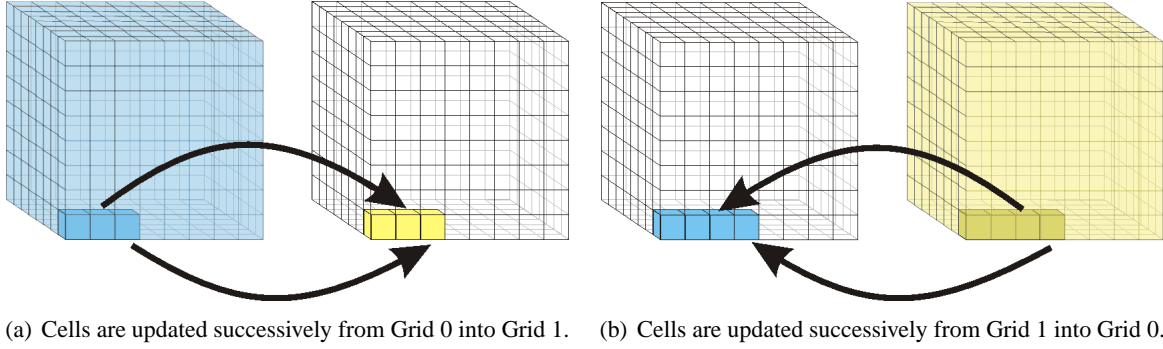 (a) Cells are updated successively from Grid 0 into Grid 1.
(b) Cells are updated successively from Grid 1 into Grid 0.